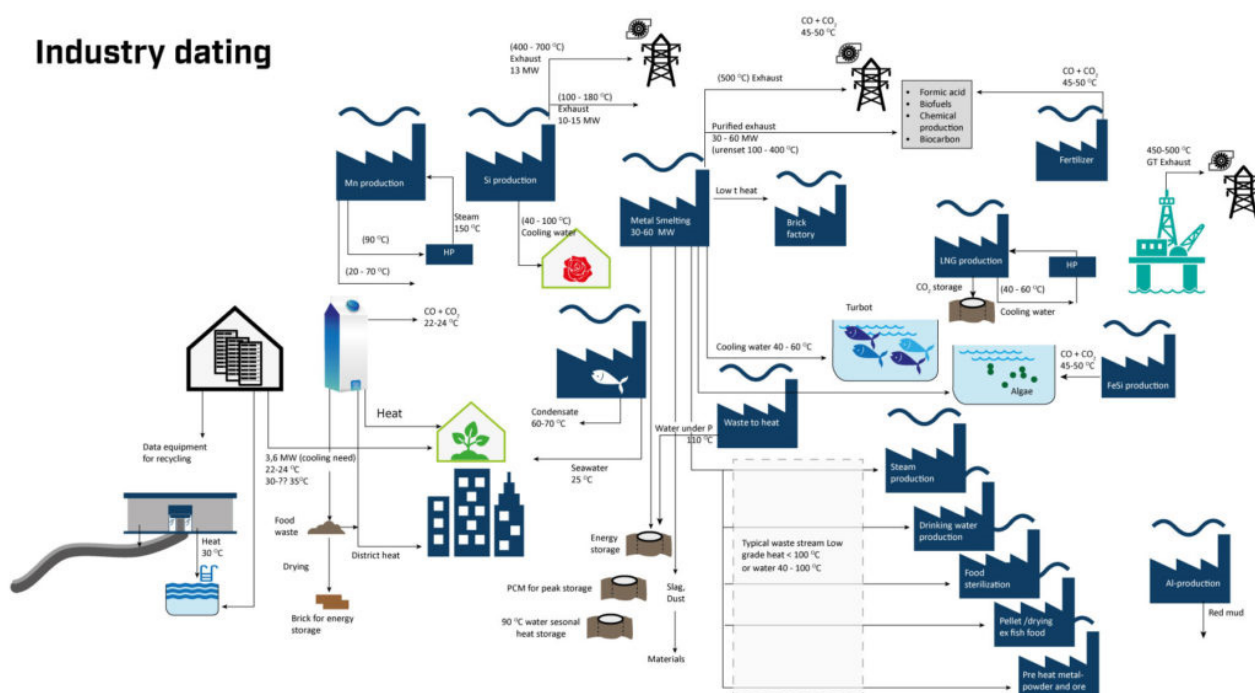 Industry dating
(400 - 700 °C)
Exhaust
13 MW
(100 - 180°C)
Exhaust
10-15 MW
CO + CO₂
45-50 °C
(500 °C) Exhaust
Purified exhaust
30 - 60 MW
(urenset 100 - 400°C)
• Formic acid
• Biofuels
• Chemical
production
• Biocarbon
CO + CO₂
45-50 °C
Fertilizer
450-500°C
GT Exhaust
Mn production
Si production
Steam
150 °C
(90 °C)
HP
(20 - 70 °C)
(40 - 100°C)
Cooling water
Metal Smelting
30-60 MW
Low t heat
Brick
factory
LNG production
HP
CO₂ storage
(40 - 60°C)
Cooling water
CO + CO₂
22-24 °C
Turbot
Cooling water 40 - 60°C
Algae
CO + CO₂
45-50 °C
FeSi production
Heat
Condensate
60-70 °C
Water under P
110 °C
Waste to heat
Data equipment
for recycling
3,6 MW (cooling need)
22-24 °C
30-?? 35°C
Seawater
25 °C
Steam
production
Heat
30 °C
Food
waste
District heat
Drying
Brick for energy
storage
Energy
storage
PCM for peak storage
90 °C water sesonal
heat storage
Slag,
Dust
Materials
Typical waste stream Low
grade heat < 100 °C
or water 40 - 100°C
Drinking water
production
Food
sterilization
Pellet /drying
ex fish food
Pre heat metal-
powder and ore
Al-production
Red mud